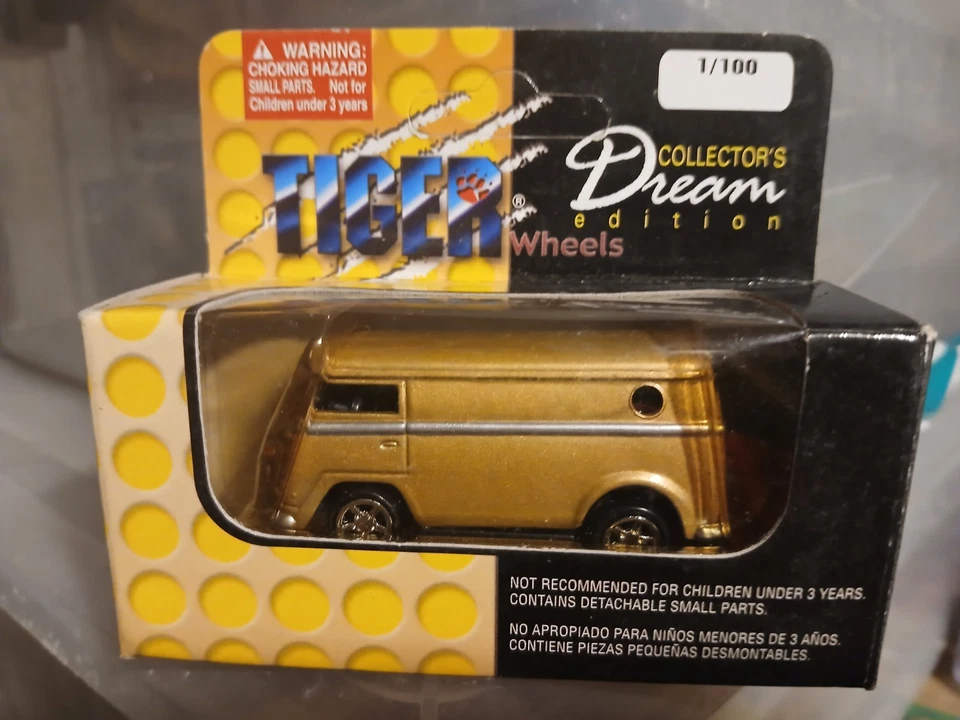 WARNING:
CHOKING HAZARD
SMALL PARTS. Not for
Children under 3 years
1/100
TIGER®
Wheels
COLLECTOR'S
Dream
edition
NOT RECOMMENDED FOR CHILDREN UNDER 3 YEARS.
CONTAINS DETACHABLE SMALL PARTS.
NO APROPIADO PARA NIÑOS MENORES DE 3 AÑOS.
CONTIENE PIEZAS PEQUEÑAS DESMONTABLES.